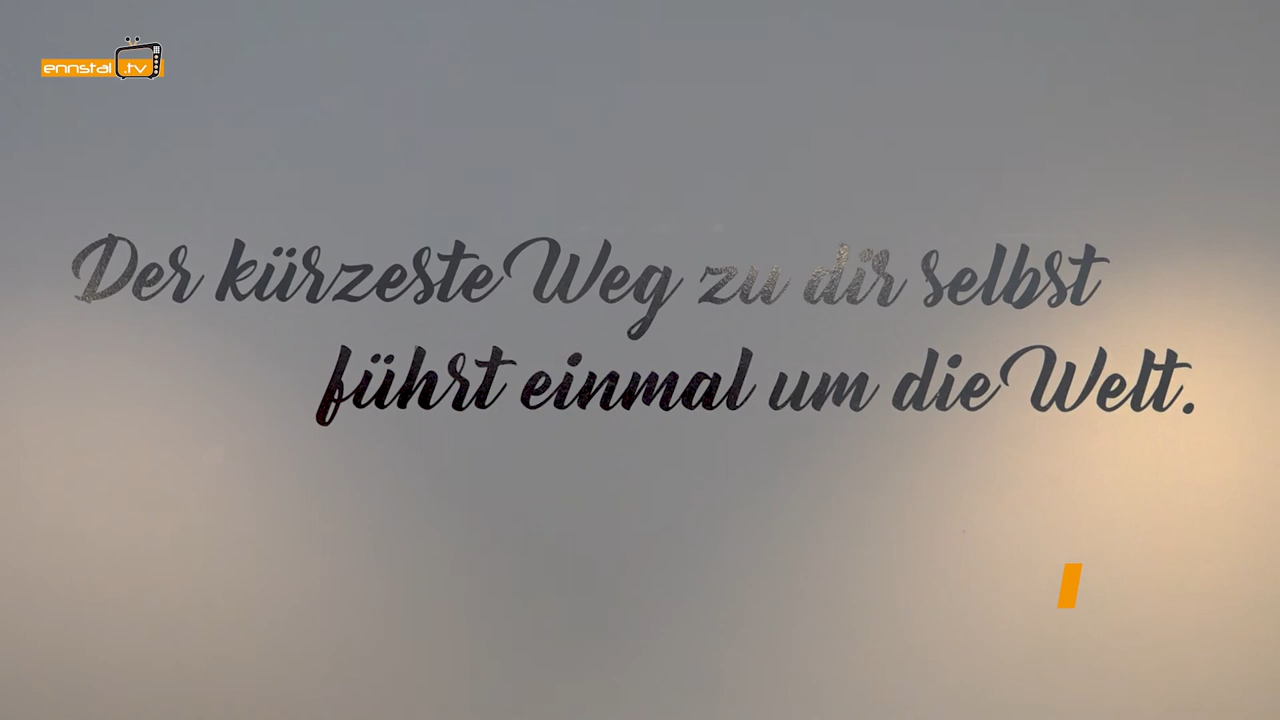 ennstal.tv
Der kürzeste Weg zu dir selbst
führt einmal um die Welt.